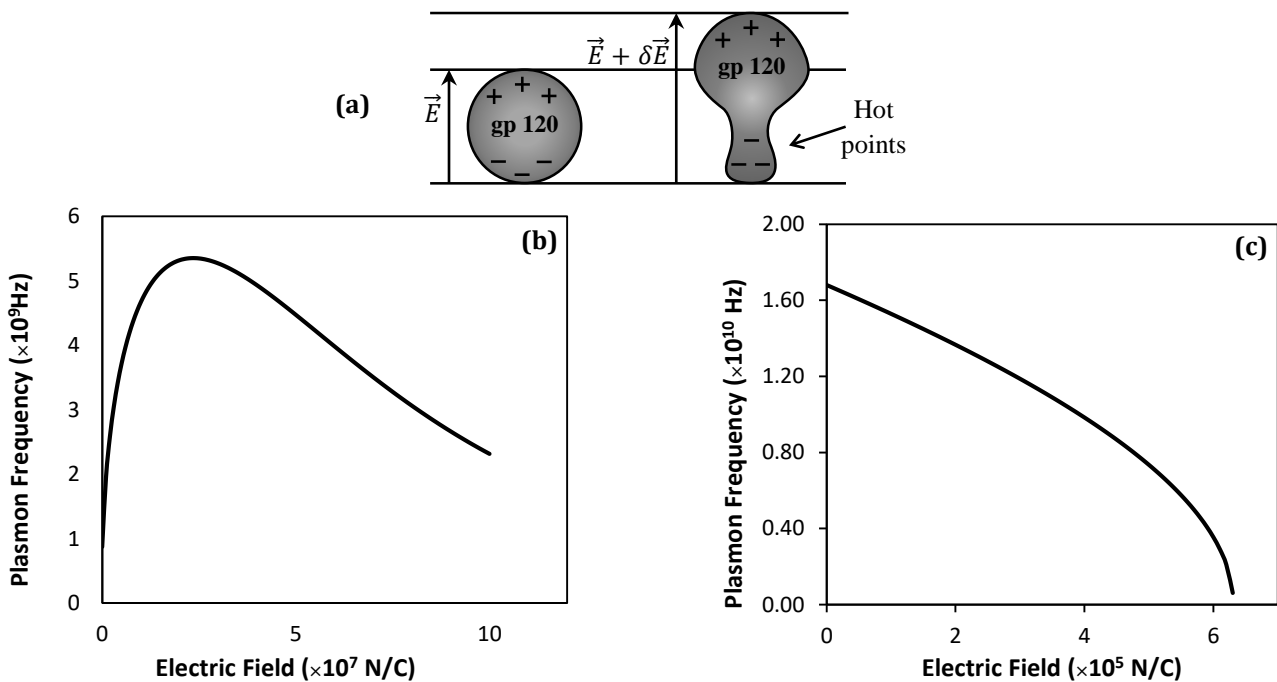 (a)
E⃗
+ + +
gp 120
− − −
E⃗ + δE⃗
+ + +
gp 120
−
− −
Hot
points
(b)
Plasmon Frequency (×10⁹Hz)
6
5
4
3
2
1
0
0 5 10
Electric Field (×10⁷ N/C)
(c)
Plasmon Frequency (×10¹⁰ Hz)
2.00
1.60
1.20
0.80
0.40
0.00
0 2 4 6
Electric Field (×10⁵ N/C)